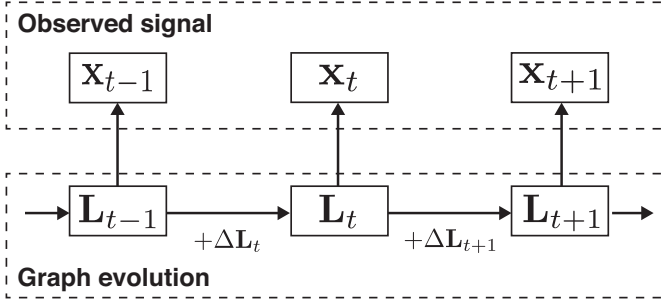 Observed signal
𝐱_{t−1} 𝐱_t 𝐱_{t+1}
𝐋_{t−1} 𝐋_t 𝐋_{t+1}
+Δ𝐋_t +Δ𝐋_{t+1}
Graph evolution